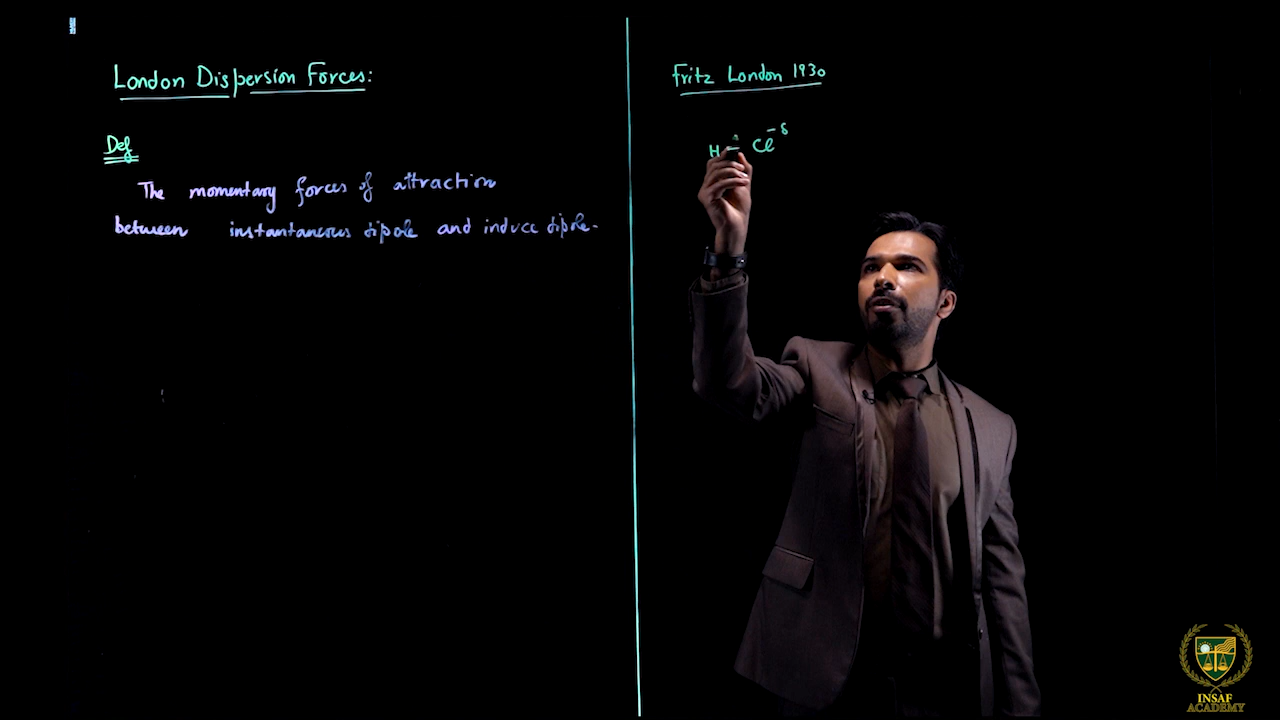 London Dispersion Forces:
Def
The momentary forces of attraction
between instantaneous dipole and induce dipole.
Fritz London 1930
H Cl -δ
INSAF
ACADEMY